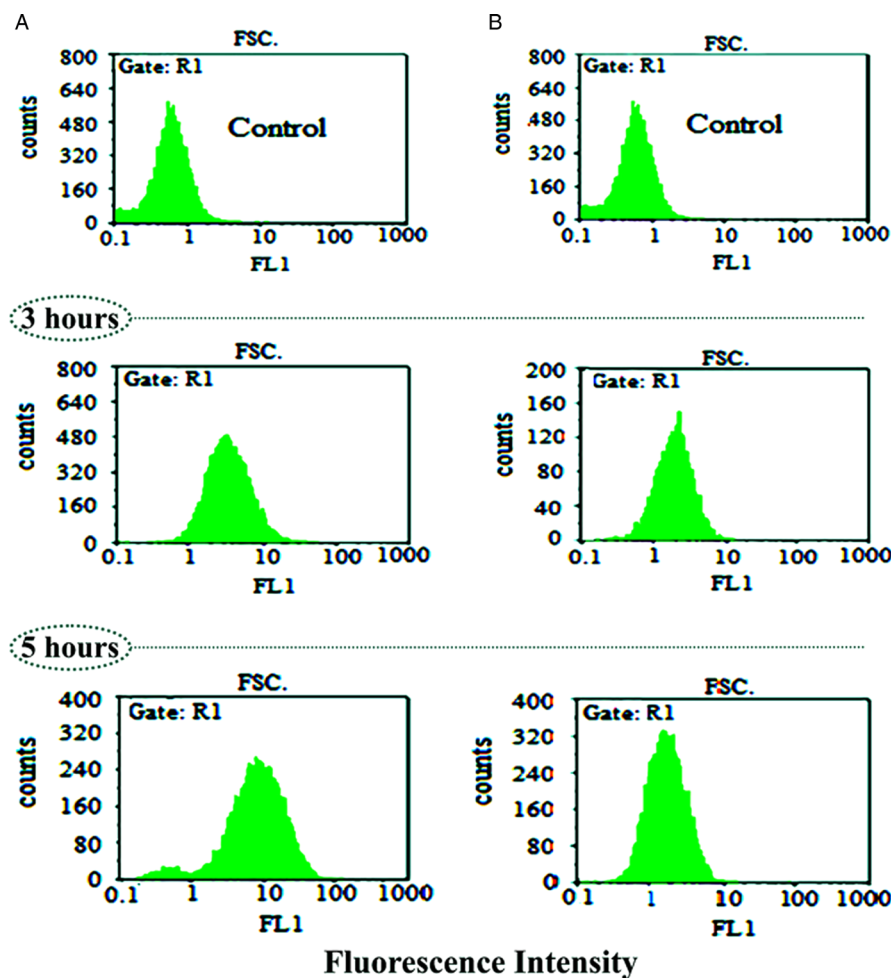 A
B
FSC.
Gate: R1
Control
counts
800
640
480
320
160
0
0.1 1 10 100 1000
FL1
FSC.
Gate: R1
Control
counts
800
640
480
320
160
0
0.1 1 10 100 1000
FL1
3 hours
FSC.
Gate: R1
counts
800
640
480
320
160
0
0.1 1 10 100 1000
FL1
FSC.
Gate: R1
counts
200
160
120
80
40
0
0.1 1 10 100 1000
FL1
5 hours
FSC.
Gate: R1
counts
400
320
240
160
80
0
0.1 1 10 100 1000
FL1
FSC.
Gate: R1
counts
400
320
240
160
80
0
0.1 1 10 100 1000
FL1
Fluorescence Intensity